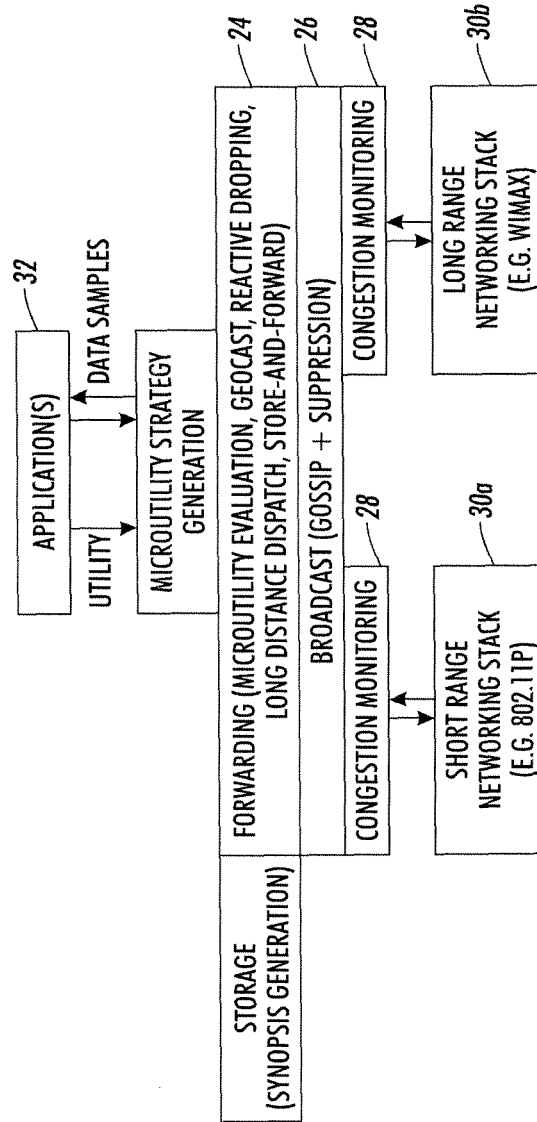 32
APPLICATION(S)
UTILITY
DATA SAMPLES
MICROUTILITY STRATEGY
GENERATION
STORAGE
(SYNOPSIS GENERATION)
FORWARDING (MICROUTILITY EVALUATION, GEOCAST, REACTIVE DROPPING,
LONG DISTANCE DISPATCH, STORE-AND-FORWARD)
24
BROADCAST (GOSSIP + SUPPRESSION)
26
CONGESTION MONITORING
28
CONGESTION MONITORING
28
SHORT RANGE
NETWORKING STACK
(E.G. 802.11P)
30a
LONG RANGE
NETWORKING STACK
(E.G. WIMAX)
30b